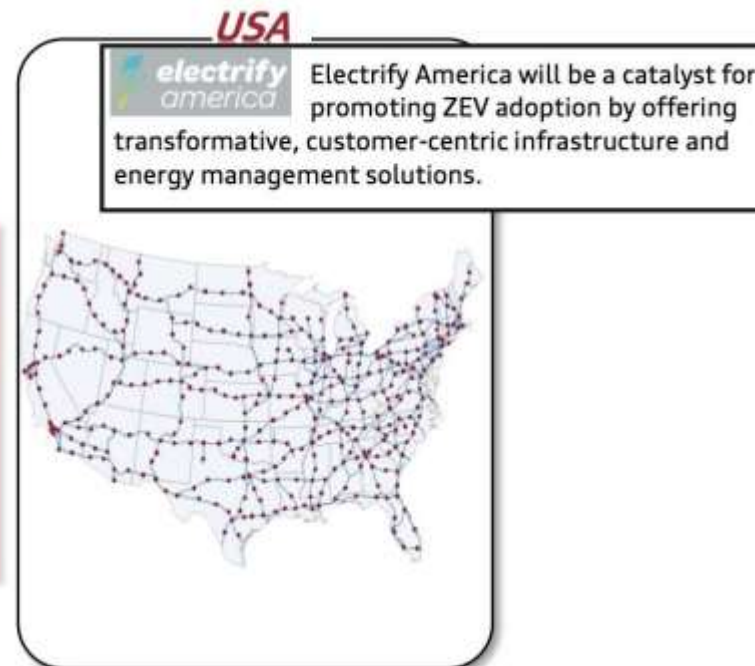 USA
electrify
america
Electrify America will be a catalyst for
promoting ZEV adoption by offering
transformative, customer-centric infrastructure and
energy management solutions.